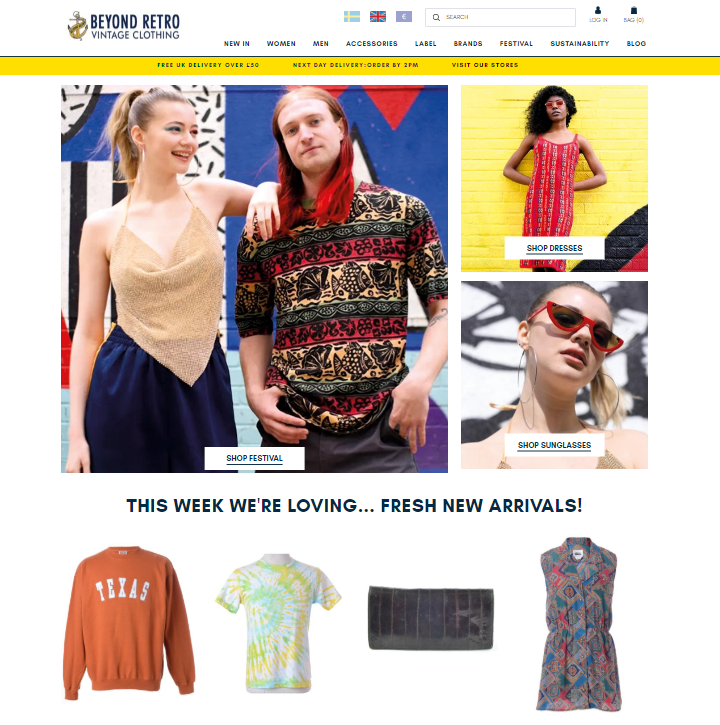 BEYOND RETRO
VINTAGE CLOTHING
€
SEARCH
LOG IN
BAG (0)
NEW IN WOMEN MEN ACCESSORIES LABEL BRANDS FESTIVAL SUSTAINABILITY BLOG
FREE UK DELIVERY OVER £50 NEXT DAY DELIVERY:ORDER BY 2PM VISIT OUR STORES
SHOP DRESSES
SHOP FESTIVAL
SHOP SUNGLASSES
THIS WEEK WE'RE LOVING... FRESH NEW ARRIVALS!
TEXAS